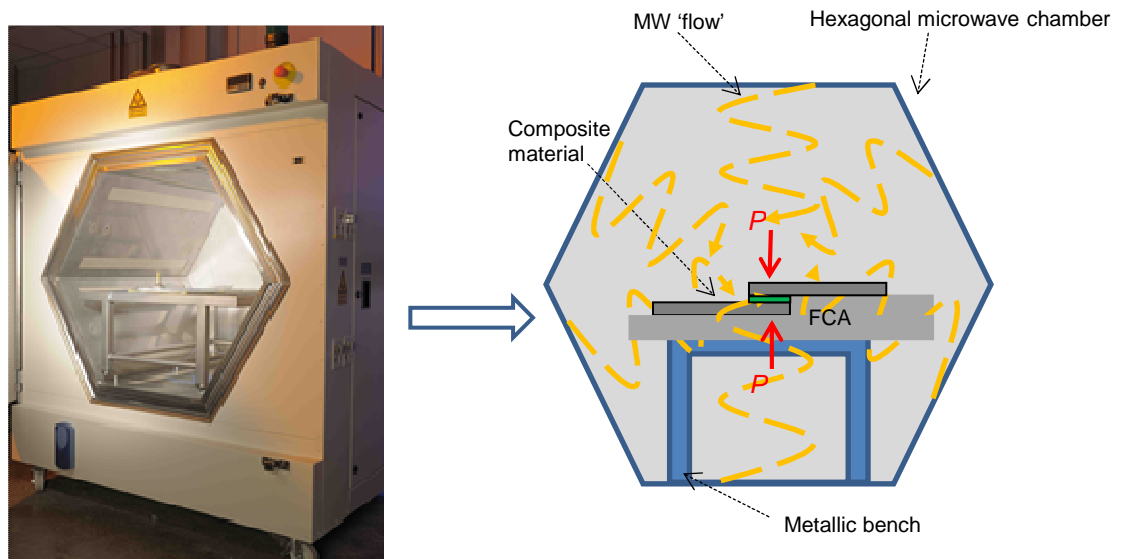 MW ‘flow’
Hexagonal microwave chamber
Composite
material
P
FCA
P
Metallic bench